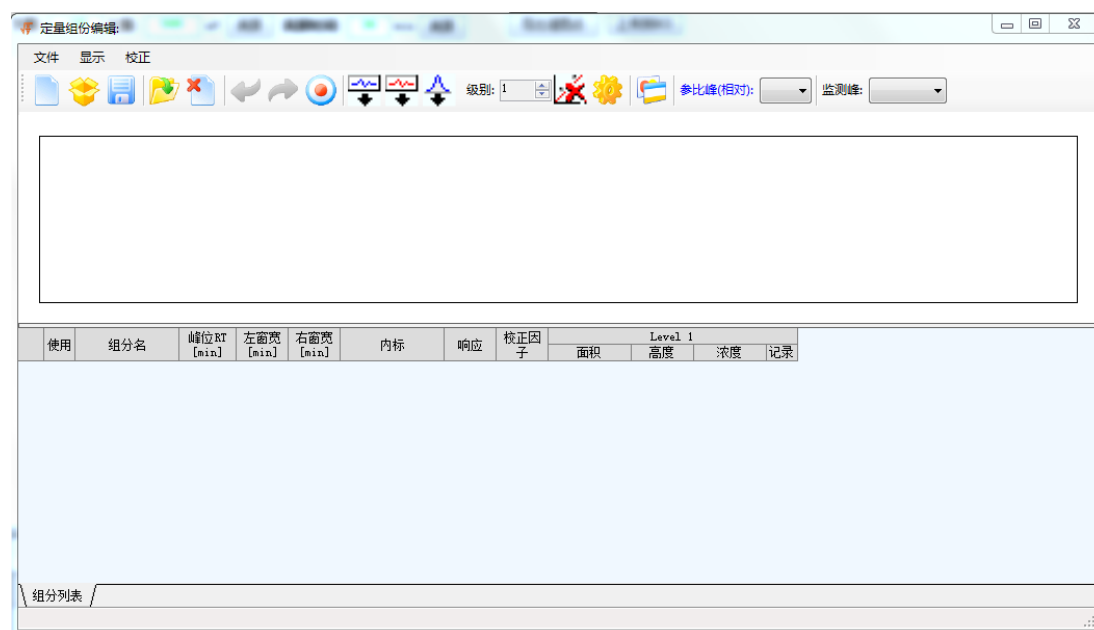 定量组份编辑:
文件 显示 校正
级别: 1 参比峰(相对): 监测峰:
使用 组分名 峰位RT [min] 左窗宽 [min] 右窗宽 [min] 内标 响应 校正因子 Level 1
面积 高度 浓度 记录
组分列表